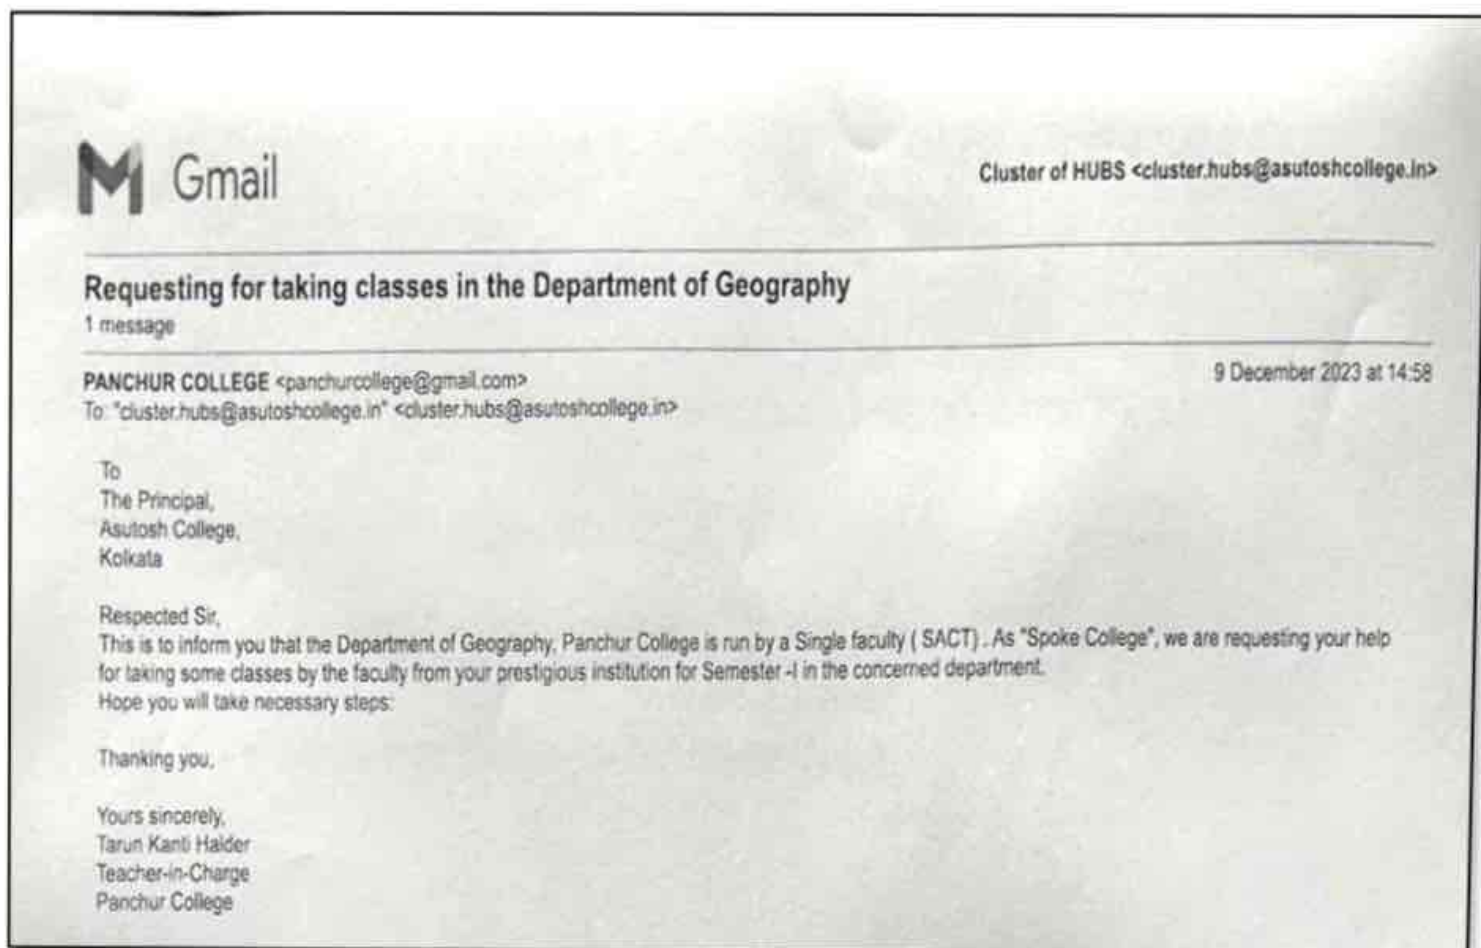 M Gmail
Cluster of HUBS <cluster.hubs@asutoshcollege.in>
Requesting for taking classes in the Department of Geography
1 message
PANCHUR COLLEGE <panchurcollege@gmail.com>
9 December 2023 at 14:58
To: "cluster.hubs@asutoshcollege.in" <cluster.hubs@asutoshcollege.in>
To
The Principal,
Asutosh College,
Kolkata
Respected Sir,
This is to inform you that the Department of Geography, Panchur College is run by a Single faculty ( SACT) . As "Spoke College", we are requesting your help
for taking some classes by the faculty from your prestigious institution for Semester -I in the concerned department.
Hope you will take necessary steps.
Thanking you,
Yours sincerely,
Tarun Kanti Halder
Teacher-in-Charge
Panchur College